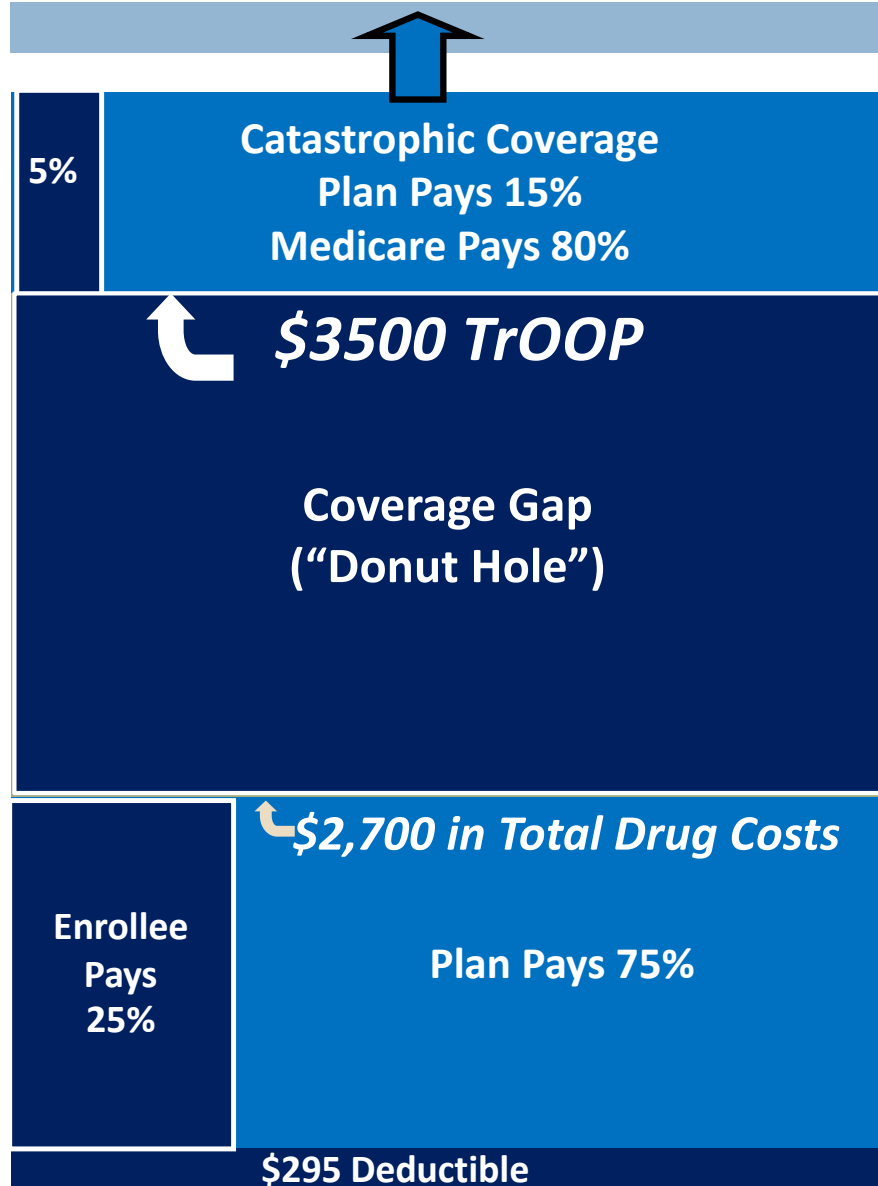 5%
Catastrophic Coverage
Plan Pays 15%
Medicare Pays 80%
$3500 TrOOP
Coverage Gap
(“Donut Hole”)
$2,700 in Total Drug Costs
Enrollee
Pays
25%
Plan Pays 75%
$295 Deductible